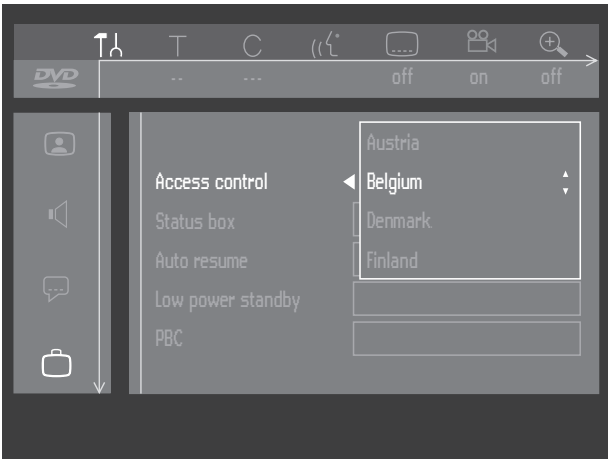 T C
DVD -- --- off on off
Austria
Access control Belgium
Status box Denmark
Auto resume Finland
Low power standby
PBC